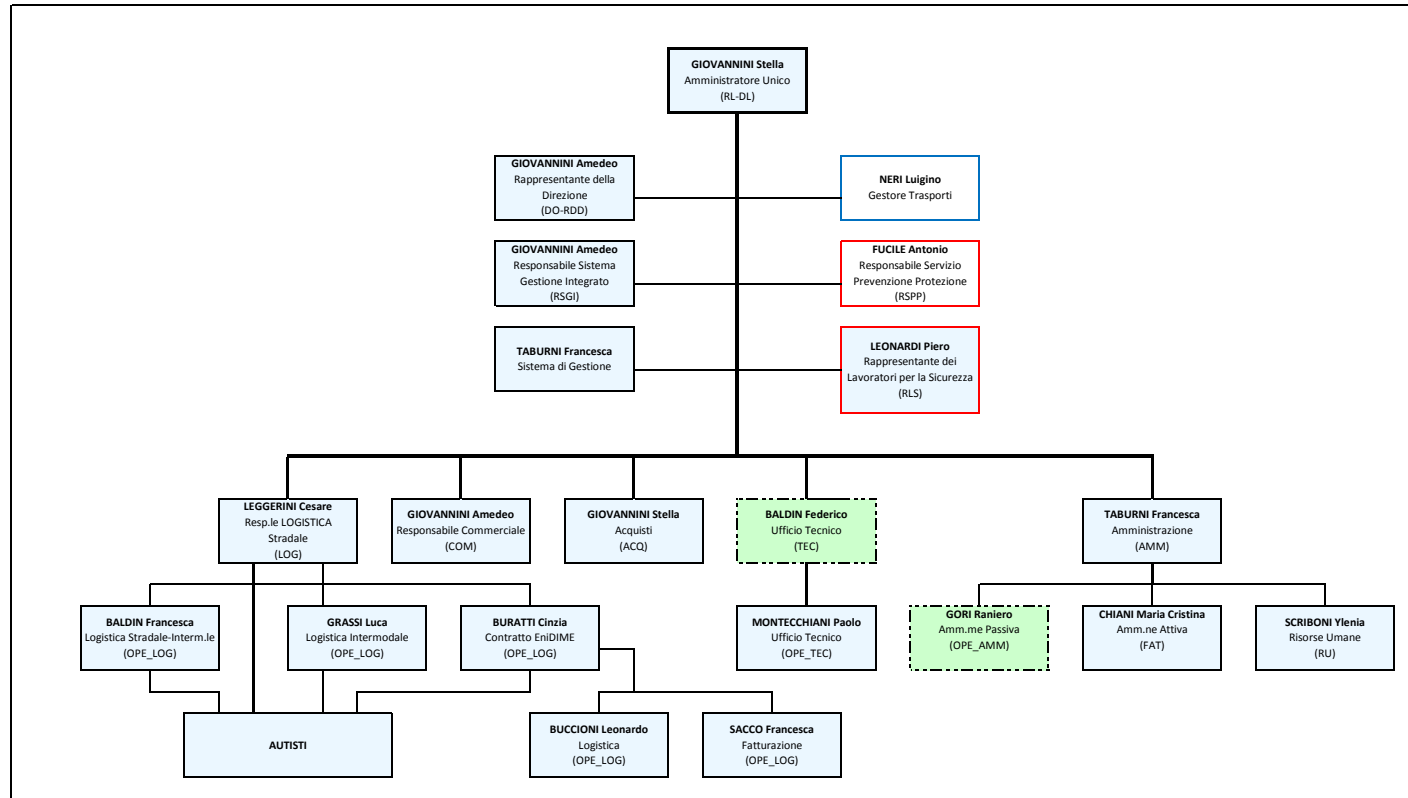 GIOVANNINI Stella
Amministratore Unico
(RL-DL)
GIOVANNINI Amedeo
Rappresentante della
Direzione
(DO-RDD)
NERI Luigino
Gestore Trasporti
GIOVANNINI Amedeo
Responsabile Sistema
Gestione Integrato
(RSGI)
FUCILE Antonio
Responsabile Servizio
Prevenzione Protezione
(RSPP)
TABURNI Francesca
Sistema di Gestione
LEONARDI Piero
Rappresentante dei
Lavoratori per la Sicurezza
(RLS)
LEGGERINI Cesare
Resp.le LOGISTICA
Stradale
(LOG)
GIOVANNINI Amedeo
Responsabile Commerciale
(COM)
GIOVANNINI Stella
Acquisti
(ACQ)
BALDIN Federico
Ufficio Tecnico
(TEC)
TABURNI Francesca
Amministrazione
(AMM)
BALDIN Francesca
Logistica Stradale-Interm.le
(OPE_LOG)
GRASSI Luca
Logistica Intermodale
(OPE_LOG)
BURATTI Cinzia
Contratto EniDIME
(OPE_LOG)
MONTECCHIANI Paolo
Ufficio Tecnico
(OPE_TEC)
GORI Raniero
Amm.me Passiva
(OPE_AMM)
CHIANI Maria Cristina
Amm.ne Attiva
(FAT)
SCRIBONI Ylenia
Risorse Umane
(RU)
AUTISTI
BUCCIONI Leonardo
Logistica
(OPE_LOG)
SACCO Francesca
Fatturazione
(OPE_LOG)